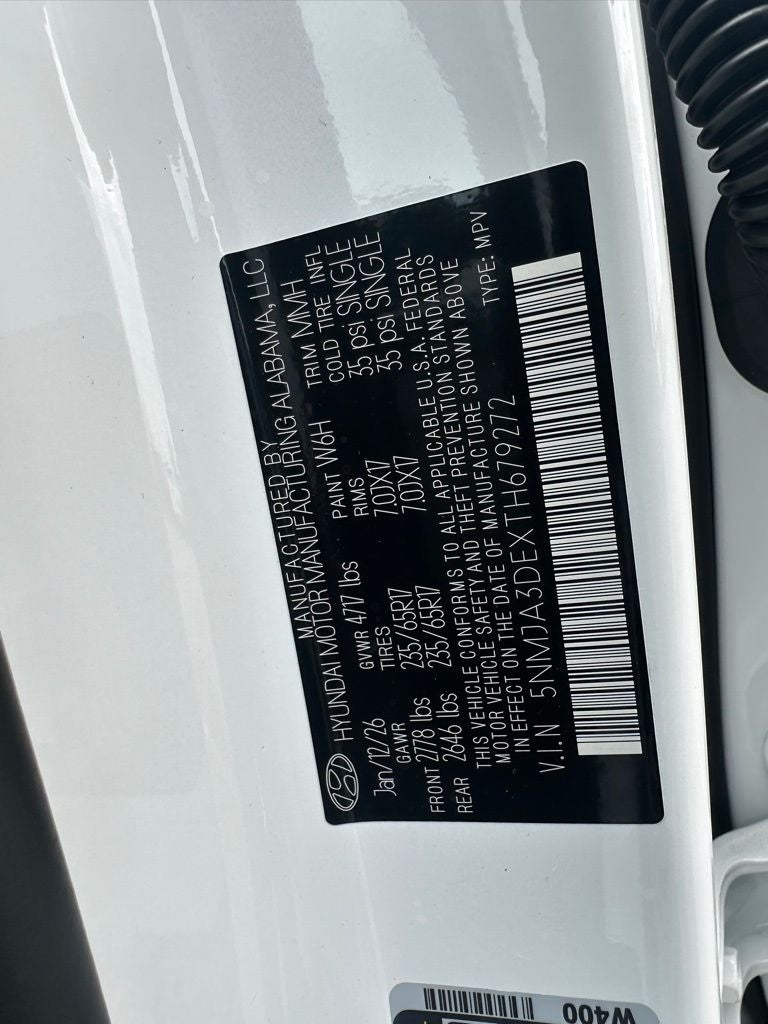 MANUFACTURED BY
HYUNDAI MOTOR MANUFACTURING ALABAMA, LLC
Jan/12/26 GVWR 4717 lbs PAINT W6H TRIM MMH
GAWR TIRES RIMS COLD TIRE INFL
FRONT 2778 lbs 235/65R17 7.0JX17 35 psi SINGLE
REAR 2646 lbs 235/65R17 7.0JX17 35 psi SINGLE
THIS VEHICLE CONFORMS TO ALL APPLICABLE U.S.A. FEDERAL
MOTOR VEHICLE SAFETY AND THEFT PREVENTION STANDARDS
IN EFFECT ON THE DATE OF MANUFACTURE SHOWN ABOVE
V.I.N 5NMJA3DEXTH679272 TYPE: MPV
W400